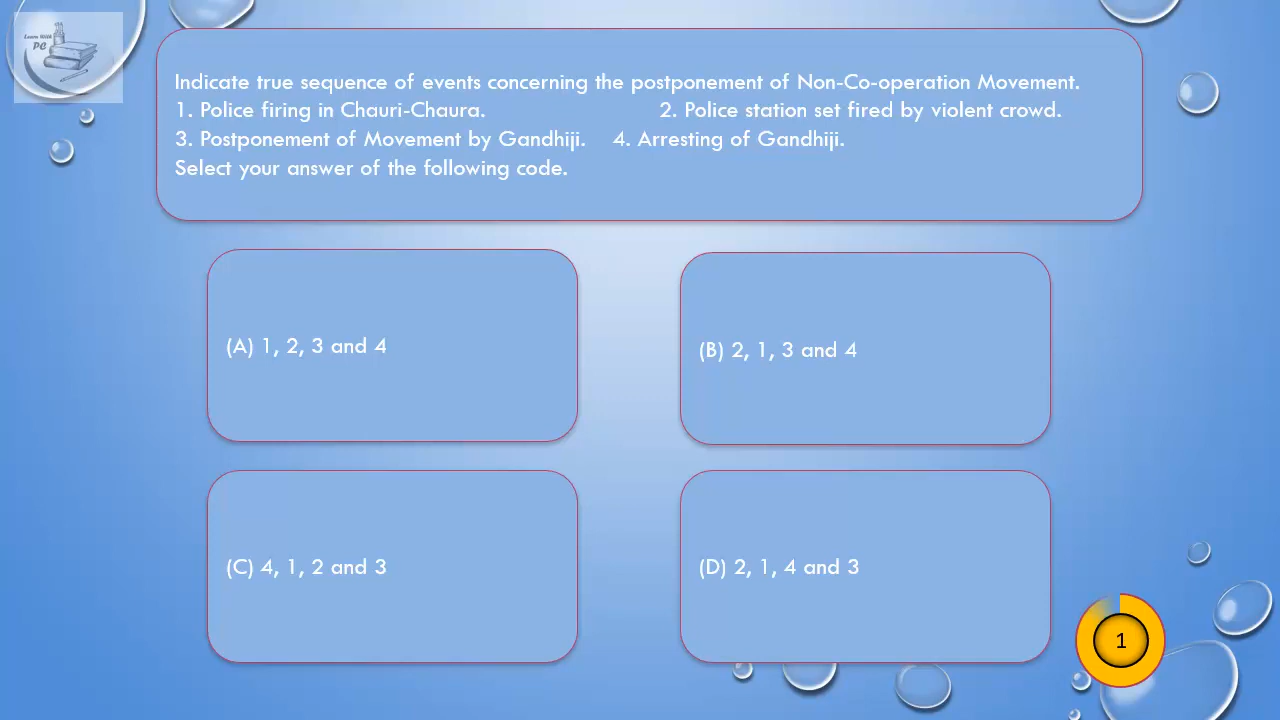 Learn With
PC
Indicate true sequence of events concerning the postponement of Non-Co-operation Movement.
1. Police firing in Chauri-Chaura. 2. Police station set fired by violent crowd.
3. Postponement of Movement by Gandhiji. 4. Arresting of Gandhiji.
Select your answer of the following code.
(A) 1, 2, 3 and 4
(B) 2, 1, 3 and 4
(C) 4, 1, 2 and 3
(D) 2, 1, 4 and 3
1